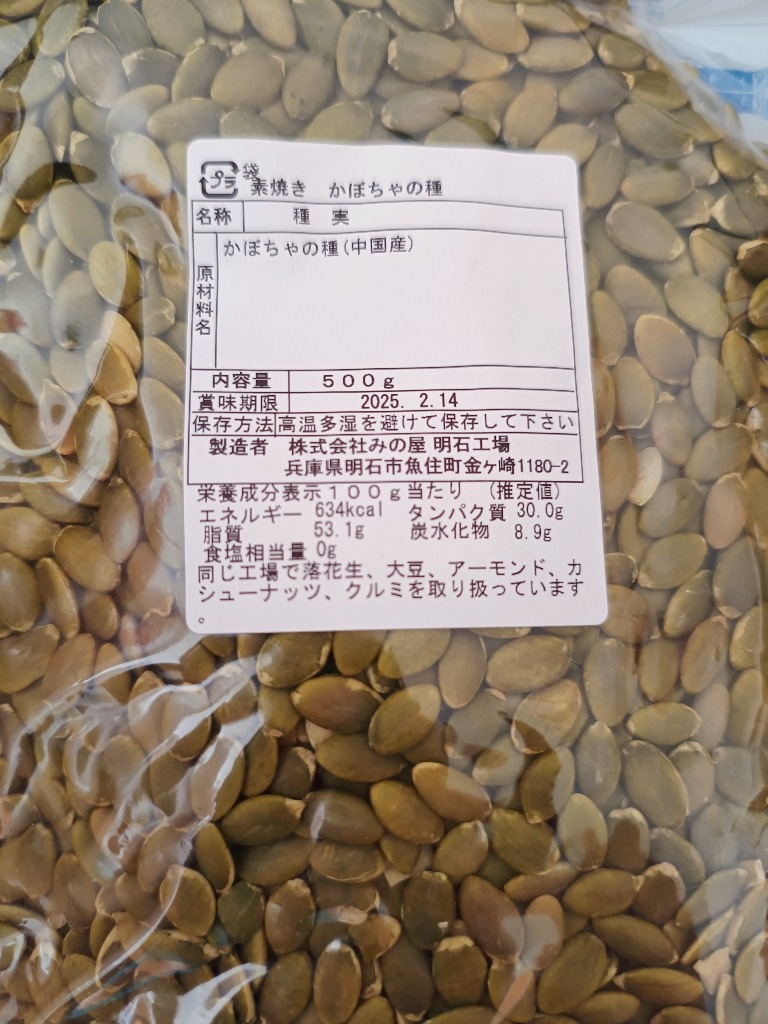 プラ 袋
素焼き　かぼちゃの種
名称　種 実
原材料名　かぼちゃの種(中国産)
内容量　５００ｇ
賞味期限　2025. 2.14
保存方法 高温多湿を避けて保存して下さい
製造者　株式会社みの屋 明石工場
兵庫県明石市魚住町金ヶ崎1180-2
栄養成分表示１００ｇ当たり　(推定値)
エネルギー 634kcal　タンパク質 30.0g
脂質　53.1g　炭水化物　8.9g
食塩相当量 0g
同じ工場で落花生、大豆、アーモンド、カ
シューナッツ、クルミを取り扱っています
。